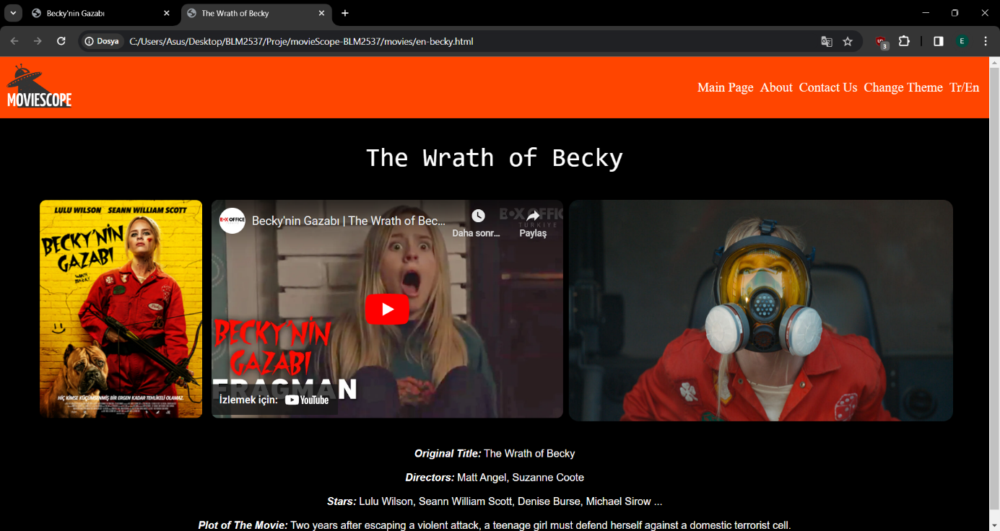 Becky'nin Gazabı
The Wrath of Becky
Dosya
C:/Users/Asus/Desktop/BLM2537/Proje/movieScope-BLM2537/movies/en-becky.html
3
E
MOVIESCOPE
Main Page About Contact Us Change Theme Tr/En
The Wrath of Becky
LULU WILSON SEANN WILLIAM SCOTT
BECKY'NİN
GAZABI
HİÇ KİMSE KÜÇÜMSENMİŞ BİR ERGEN KADAR TEHLİKELİ OLAMAZ.
BOX OFFICE
Becky'nin Gazabı | The Wrath of Bec...
Daha sonr...
Paylaş
BOX OFFIC
TÜRKİYE
BECKY'NİN
GAZABI
FRAGMAN
İzlemek için: YouTube
Original Title: The Wrath of Becky
Directors: Matt Angel, Suzanne Coote
Stars: Lulu Wilson, Seann William Scott, Denise Burse, Michael Sirow ...
Plot of The Movie: Two years after escaping a violent attack, a teenage girl must defend herself against a domestic terrorist cell.